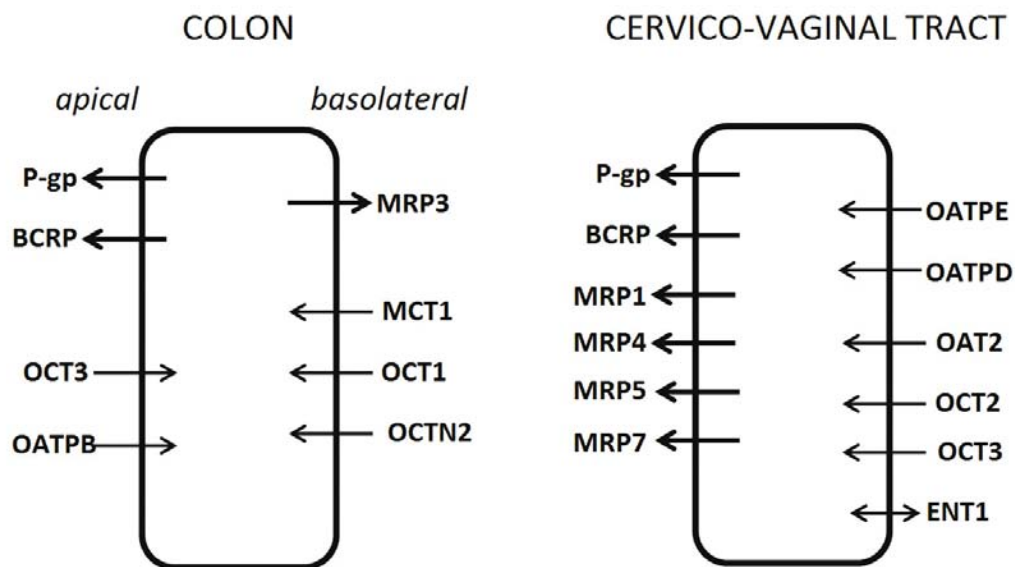 COLON
apical
basolateral
P-gp
BCRP
OCT3
OATPB
MRP3
MCT1
OCT1
OCTN2
CERVICO-VAGINAL TRACT
P-gp
BCRP
MRP1
MRP4
MRP5
MRP7
OATPE
OATPD
OAT2
OCT2
OCT3
ENT1